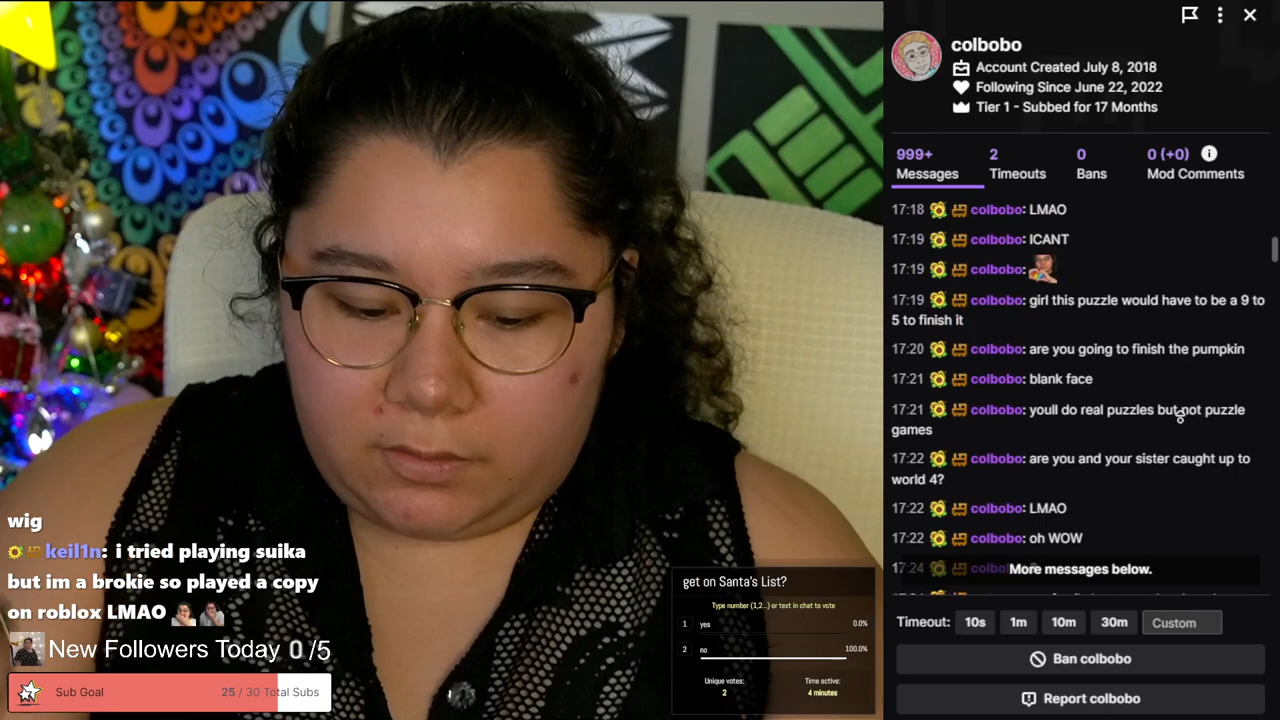 colbobo
Account Created July 8, 2018
Following Since June 22, 2022
Tier 1 - Subbed for 17 Months
999+
Messages
2
Timeouts
0
Bans
0 (+0)
Mod Comments
17:18 colbobo: LMAO
17:19 colbobo: ICANT
17:19 colbobo:
17:19 colbobo: girl this puzzle would have to be a 9 to
5 to finish it
17:20 colbobo: are you going to finish the pumpkin
17:21 colbobo: blank face
17:21 colbobo: youll do real puzzles but not puzzle
games
17:22 colbobo: are you and your sister caught up to
world 4?
17:22 colbobo: LMAO
17:22 colbobo: oh WOW
17:24
More messages below.
Timeout: 10s 1m 10m 30m Custom
Ban colbobo
Report colbobo
wig
keil1n: i tried playing suika
but im a brokie so played a copy
on roblox LMAO
New Followers Today 0 /5
Sub Goal 25 / 30 Total Subs
get on Santa's List?
Type number (1,2...) or text in chat to vote
1 yes 0.0%
2 no 100.0%
Unique votes: Time active:
2 4 minutes